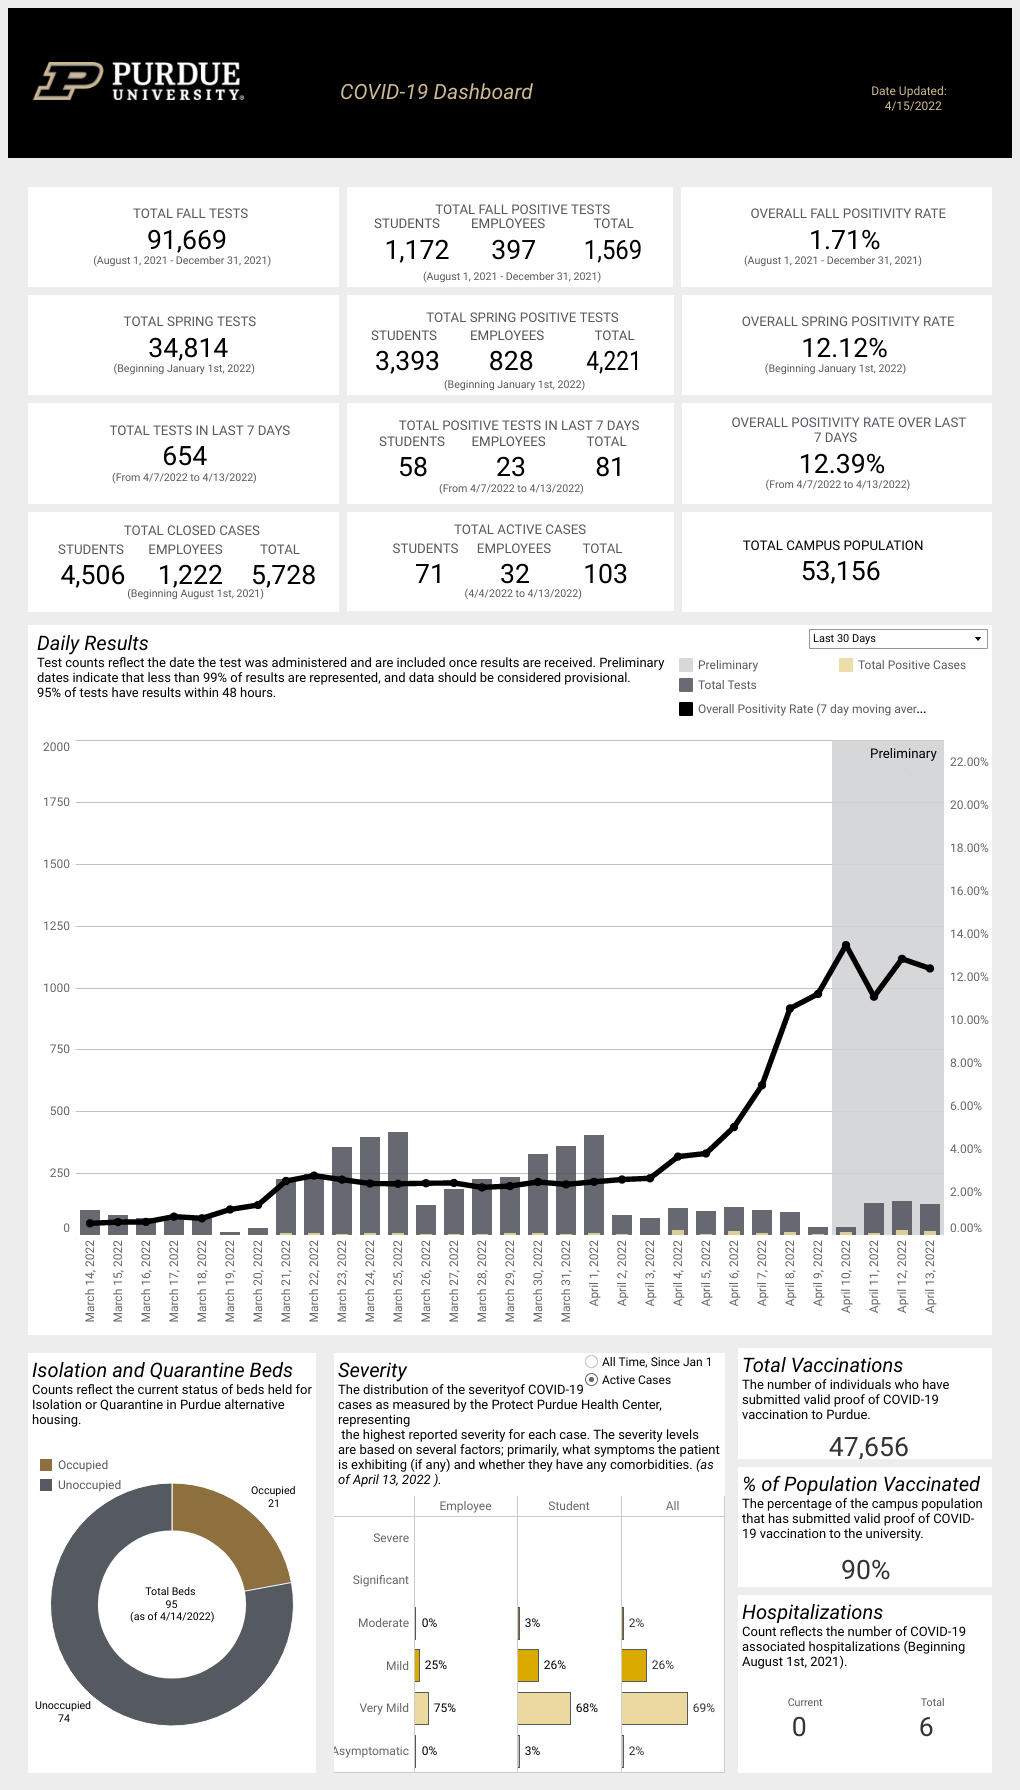 PURDUE
UNIVERSITY®
COVID-19 Dashboard
Date Updated:
4/15/2022
TOTAL FALL TESTS
91,669
(August 1, 2021 - December 31, 2021)
TOTAL FALL POSITIVE TESTS
STUDENTS EMPLOYEES TOTAL
1,172 397 1,569
(August 1, 2021 - December 31, 2021)
OVERALL FALL POSITIVITY RATE
1.71%
(August 1, 2021 - December 31, 2021)
TOTAL SPRING TESTS
34,814
(Beginning January 1st, 2022)
TOTAL SPRING POSITIVE TESTS
STUDENTS EMPLOYEES TOTAL
3,393 828 4,221
(Beginning January 1st, 2022)
OVERALL SPRING POSITIVITY RATE
12.12%
(Beginning January 1st, 2022)
TOTAL TESTS IN LAST 7 DAYS
654
(From 4/7/2022 to 4/13/2022)
TOTAL POSITIVE TESTS IN LAST 7 DAYS
STUDENTS EMPLOYEES TOTAL
58 23 81
(From 4/7/2022 to 4/13/2022)
OVERALL POSITIVITY RATE OVER LAST
7 DAYS
12.39%
(From 4/7/2022 to 4/13/2022)
TOTAL CLOSED CASES
STUDENTS EMPLOYEES TOTAL
4,506 1,222 5,728
(Beginning August 1st, 2021)
TOTAL ACTIVE CASES
STUDENTS EMPLOYEES TOTAL
71 32 103
(4/4/2022 to 4/13/2022)
TOTAL CAMPUS POPULATION
53,156
Daily Results
Test counts reflect the date the test was administered and are included once results are received. Preliminary
dates indicate that less than 99% of results are represented, and data should be considered provisional.
95% of tests have results within 48 hours.
Last 30 Days
Preliminary
Total Positive Cases
Total Tests
Overall Positivity Rate (7 day moving aver...
Preliminary
2000
1750
1500
1250
1000
750
500
250
0
22.00%
20.00%
18.00%
16.00%
14.00%
12.00%
10.00%
8.00%
6.00%
4.00%
2.00%
0.00%
March 14, 2022
March 15, 2022
March 16, 2022
March 17, 2022
March 18, 2022
March 19, 2022
March 20, 2022
March 21, 2022
March 22, 2022
March 23, 2022
March 24, 2022
March 25, 2022
March 26, 2022
March 27, 2022
March 28, 2022
March 29, 2022
March 30, 2022
March 31, 2022
April 1, 2022
April 2, 2022
April 3, 2022
April 4, 2022
April 5, 2022
April 6, 2022
April 7, 2022
April 8, 2022
April 9, 2022
April 10, 2022
April 11, 2022
April 12, 2022
April 13, 2022
Isolation and Quarantine Beds
Counts reflect the current status of beds held for
Isolation or Quarantine in Purdue alternative
housing.
Occupied
Unoccupied
Occupied
21
Total Beds
95
(as of 4/14/2022)
Unoccupied
74
Severity
All Time, Since Jan 1
Active Cases
The distribution of the severityof COVID-19
cases as measured by the Protect Purdue Health Center,
representing
the highest reported severity for each case. The severity levels
are based on several factors; primarily, what symptoms the patient
is exhibiting (if any) and whether they have any comorbidities. (as
of April 13, 2022 ).
Employee Student All
Severe
Significant
Moderate 0% 3% 2%
Mild 25% 26% 26%
Very Mild 75% 68% 69%
Asymptomatic 0% 3% 2%
Total Vaccinations
The number of individuals who have
submitted valid proof of COVID-19
vaccination to Purdue.
47,656
% of Population Vaccinated
The percentage of the campus population
that has submitted valid proof of COVID-
19 vaccination to the university.
90%
Hospitalizations
Count reflects the number of COVID-19
associated hospitalizations (Beginning
August 1st, 2021).
Current Total
0 6